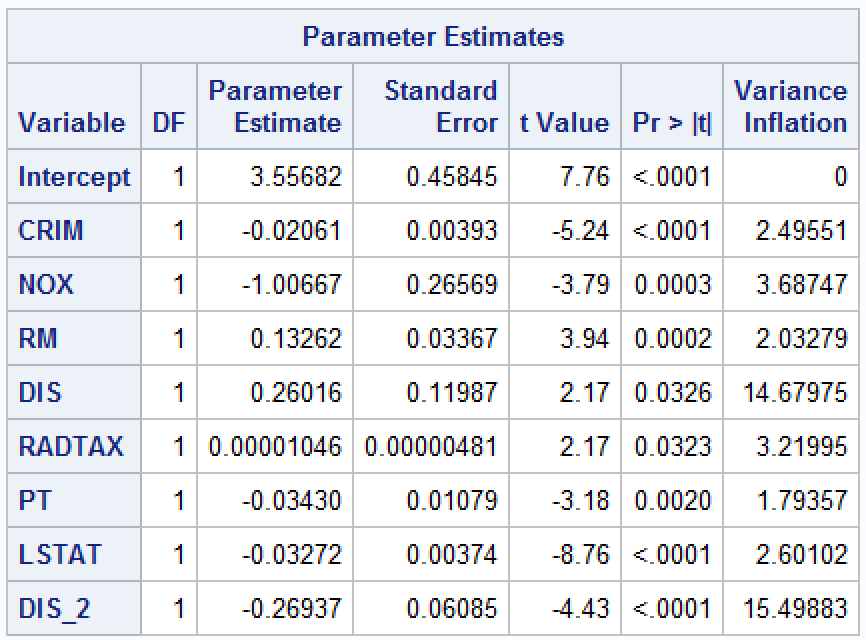 Parameter Estimates
Variable DF Parameter Estimate Standard Error t Value Pr > |t| Variance Inflation
Intercept 1 3.55682 0.45845 7.76 <.0001 0
CRIM 1 -0.02061 0.00393 -5.24 <.0001 2.49551
NOX 1 -1.00667 0.26569 -3.79 0.0003 3.68747
RM 1 0.13262 0.03367 3.94 0.0002 2.03279
DIS 1 0.26016 0.11987 2.17 0.0326 14.67975
RADTAX 1 0.00001046 0.00000481 2.17 0.0323 3.21995
PT 1 -0.03430 0.01079 -3.18 0.0020 1.79357
LSTAT 1 -0.03272 0.00374 -8.76 <.0001 2.60102
DIS_2 1 -0.26937 0.06085 -4.43 <.0001 15.49883